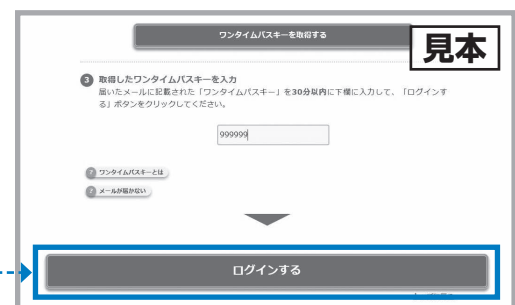 ワンタイムパスキーを取得する
見本
3 取得したワンタイムパスキーを入力
届いたメールに記載された「ワンタイムパスキー」を30分以内に下欄に入力して、「ログインす
る」ボタンをクリックしてください。
999999
? ワンタイムパスキーとは
? メールが届かない
ログインする